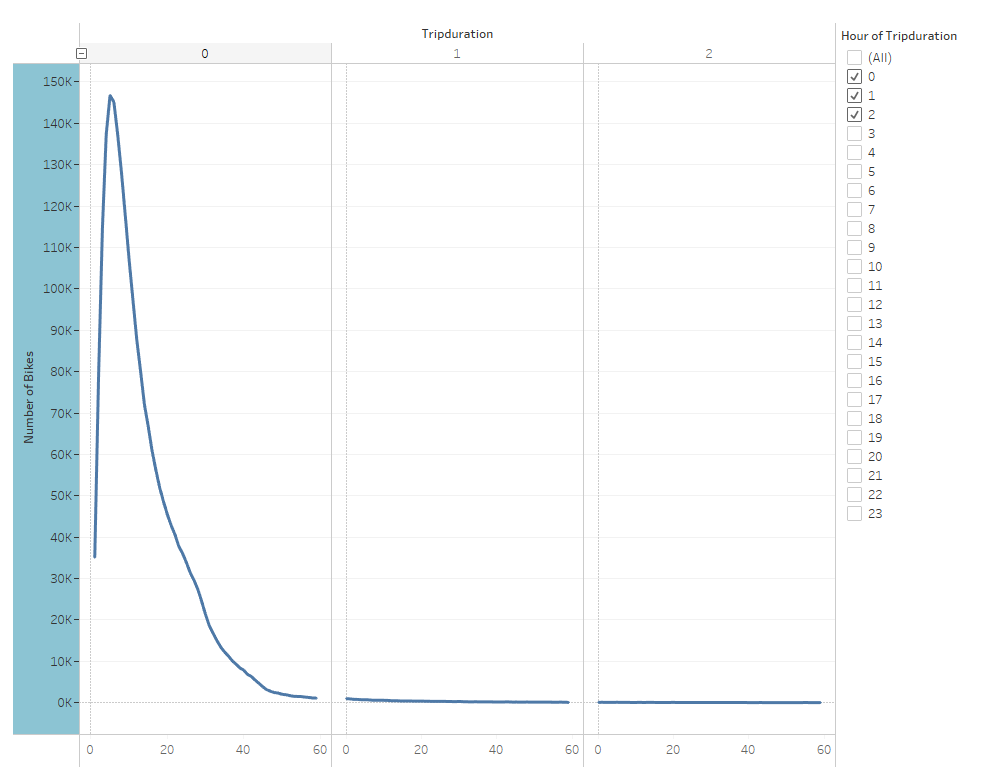 Tripduration
0 1 2
Number of Bikes
150K
140K
130K
120K
110K
100K
90K
80K
70K
60K
50K
40K
30K
20K
10K
0K
0 20 40 60 0 20 40 60 0 20 40 60
Hour of Tripduration
(All)
0
1
2
3
4
5
6
7
8
9
10
11
12
13
14
15
16
17
18
19
20
21
22
23